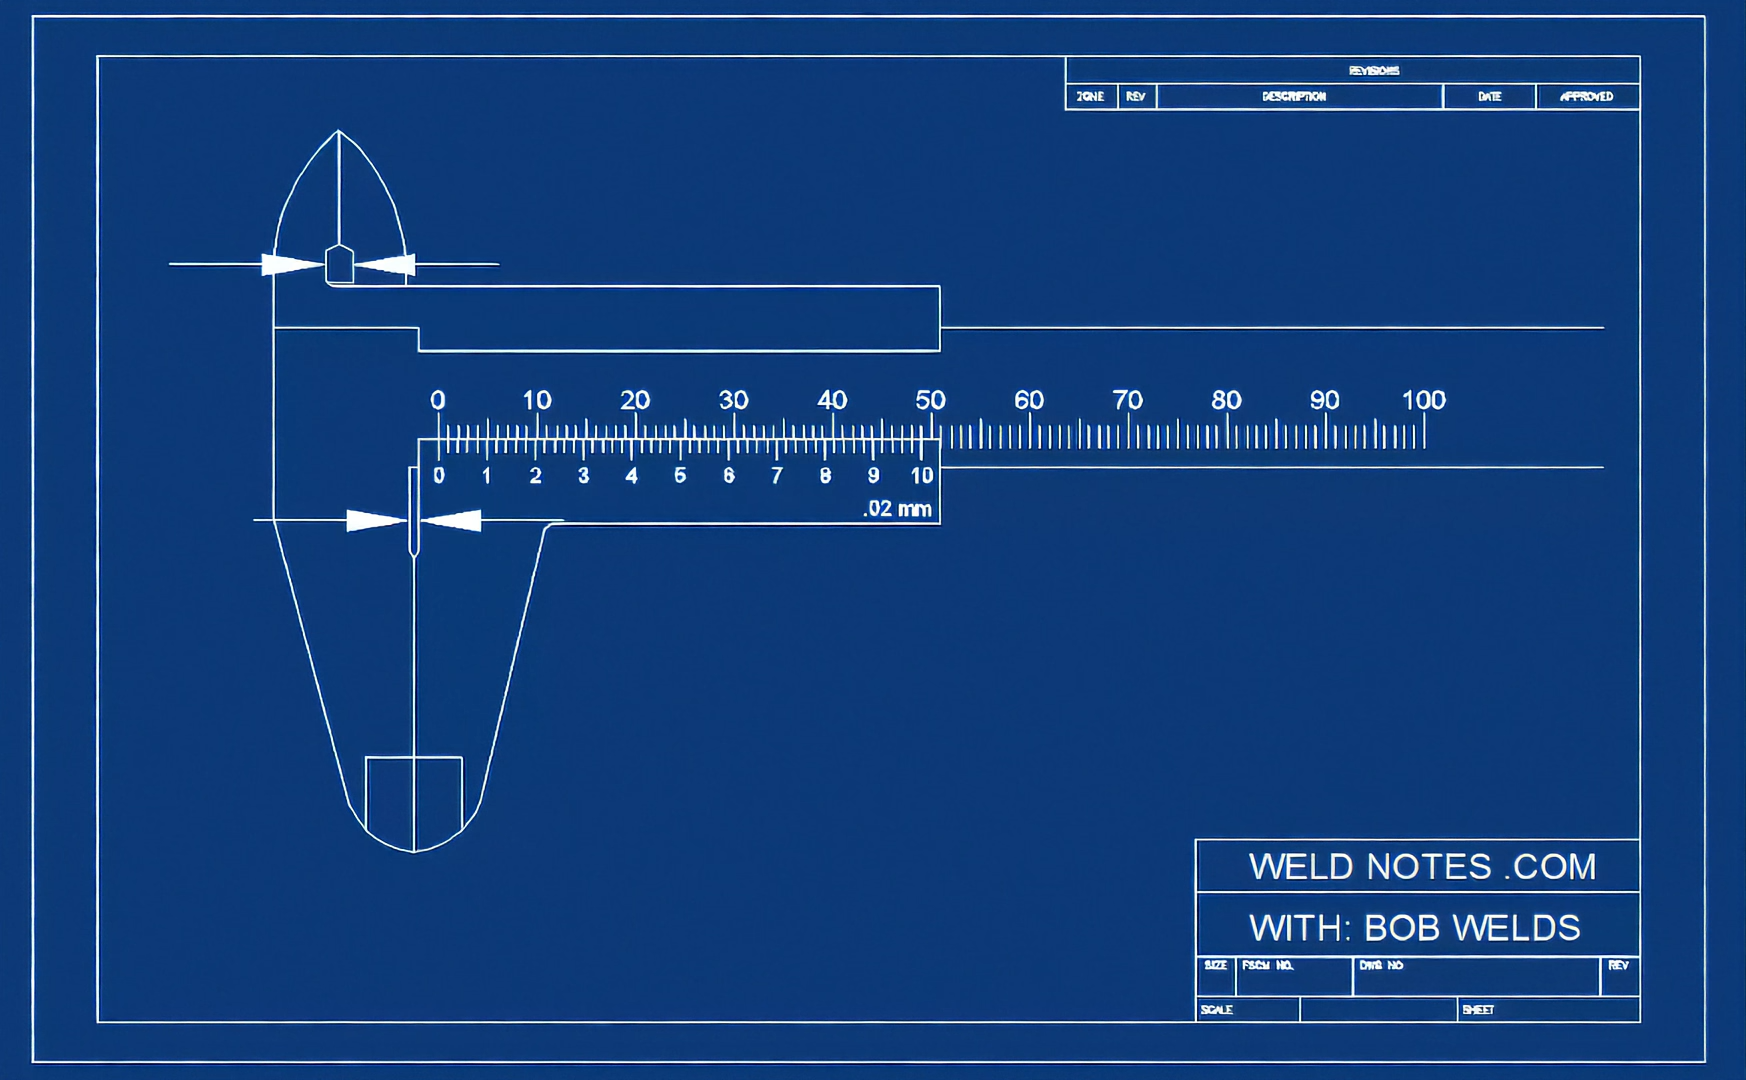 REVISIONS
ZONE REV DESCRIPTION DATE APPROVED
0 10 20 30 40 50 60 70 80 90 100
0 1 2 3 4 5 6 7 8 9 10
.02 mm
WELD NOTES .COM
WITH: BOB WELDS
SIZE FSCM NO. DWG NO REV
SCALE SHEET